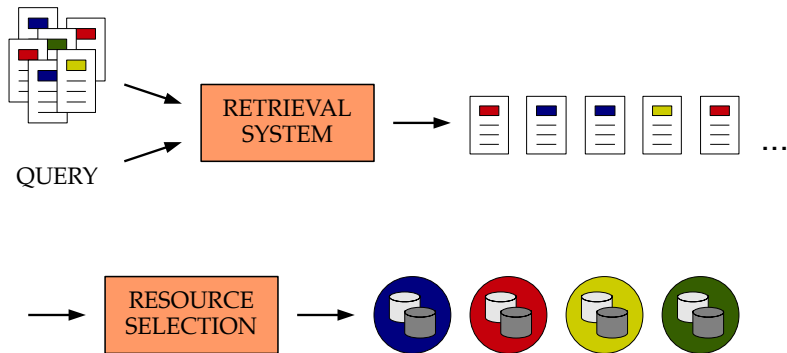 RETRIEVAL
SYSTEM
QUERY
...
RESOURCE
SELECTION